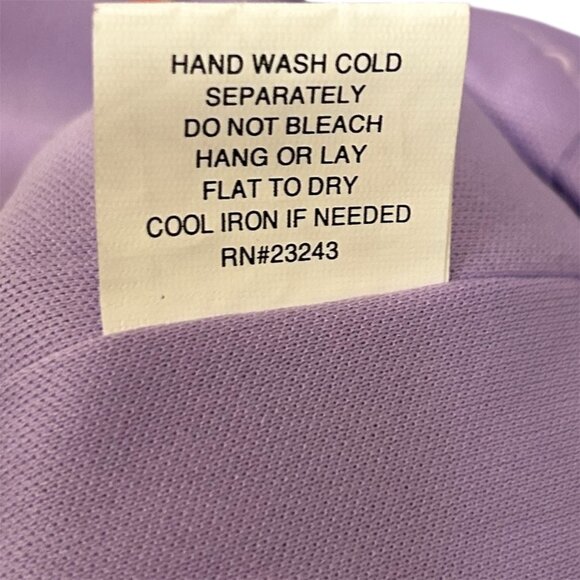 HAND WASH COLD
SEPARATELY
DO NOT BLEACH
HANG OR LAY
FLAT TO DRY
COOL IRON IF NEEDED
RN#23243